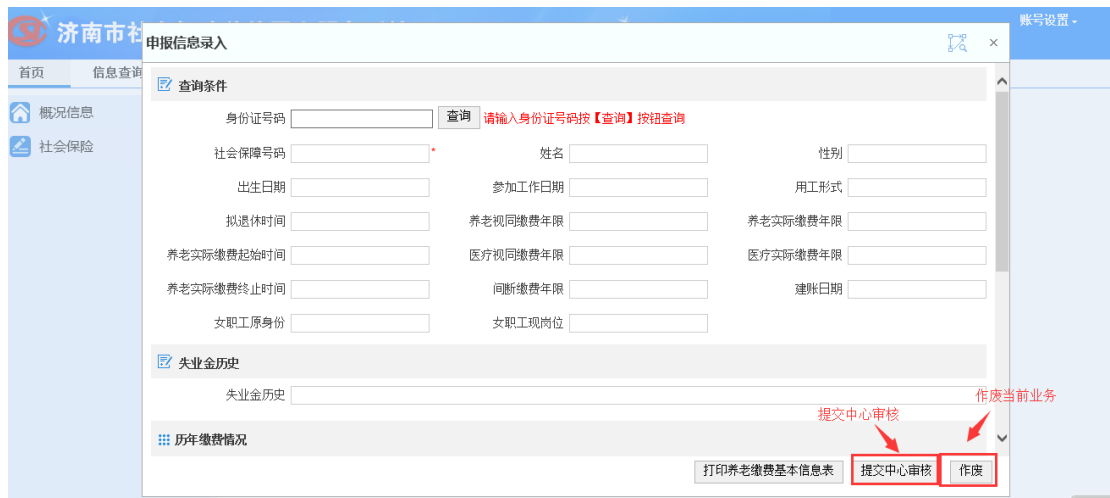 济南市社
账号设置
申报信息录入
×
首页 信息查询
概况信息
社会保险
查询条件
身份证号码 查询 请输入身份证号码按【查询】按钮查询
社会保障号码 * 姓名 性别
出生日期 参加工作日期 用工形式
拟退休时间 养老视同缴费年限 养老实际缴费年限
养老实际缴费起始时间 医疗视同缴费年限 医疗实际缴费年限
养老实际缴费终止时间 间断缴费年限 建账日期
女职工原身份 女职工现岗位
失业金历史
失业金历史
作废当前业务
提交中心审核
历年缴费情况
打印养老缴费基本信息表 提交中心审核 作废